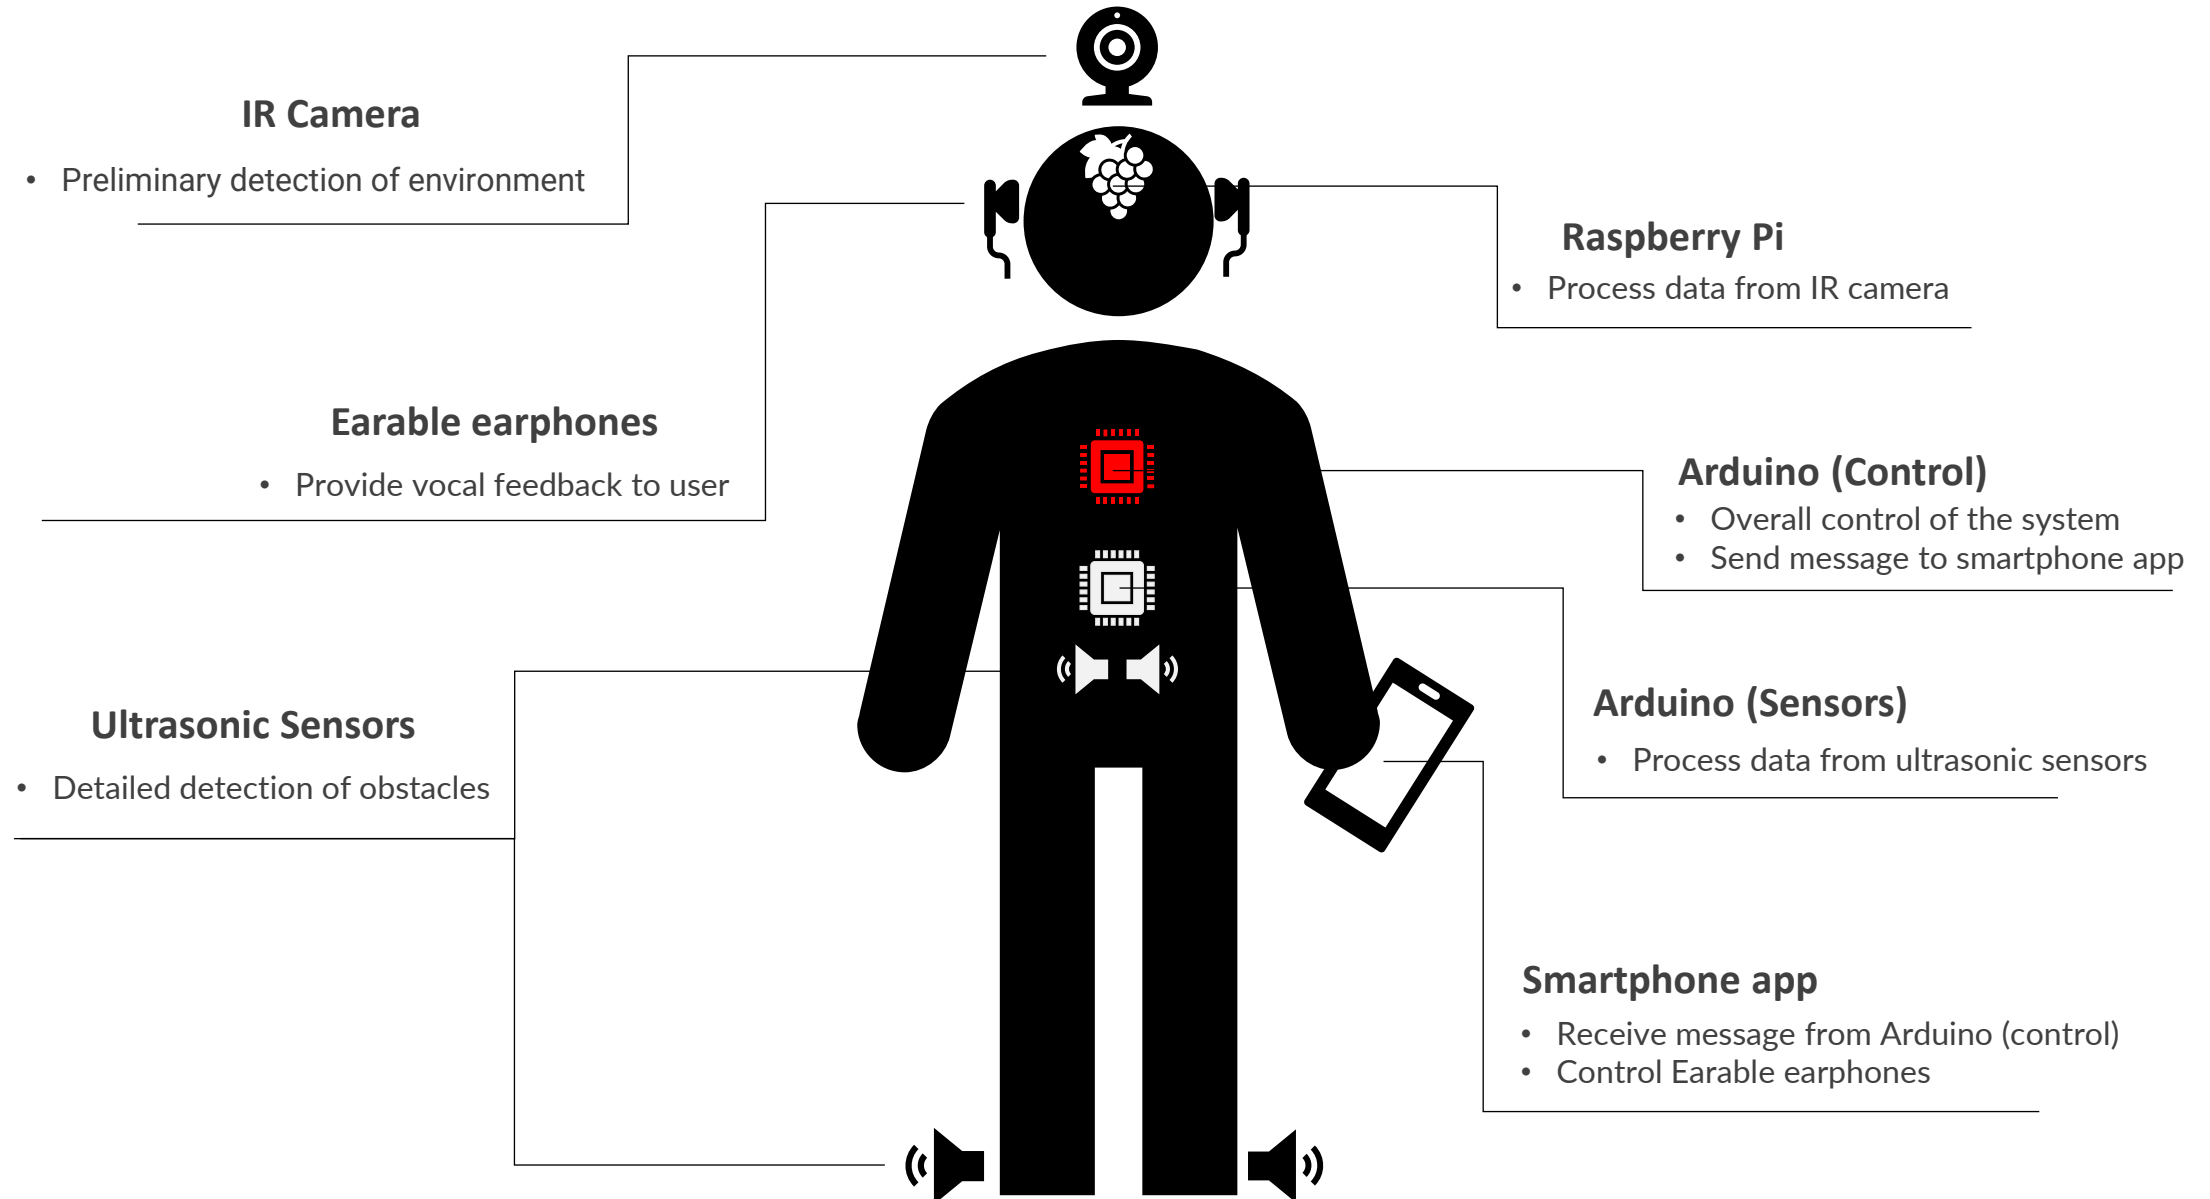 IR Camera
• Preliminary detection of environment
Earable earphones
• Provide vocal feedback to user
Ultrasonic Sensors
• Detailed detection of obstacles
Raspberry Pi
• Process data from IR camera
Arduino (Control)
• Overall control of the system
• Send message to smartphone app
Arduino (Sensors)
• Process data from ultrasonic sensors
Smartphone app
• Receive message from Arduino (control)
• Control Earable earphones